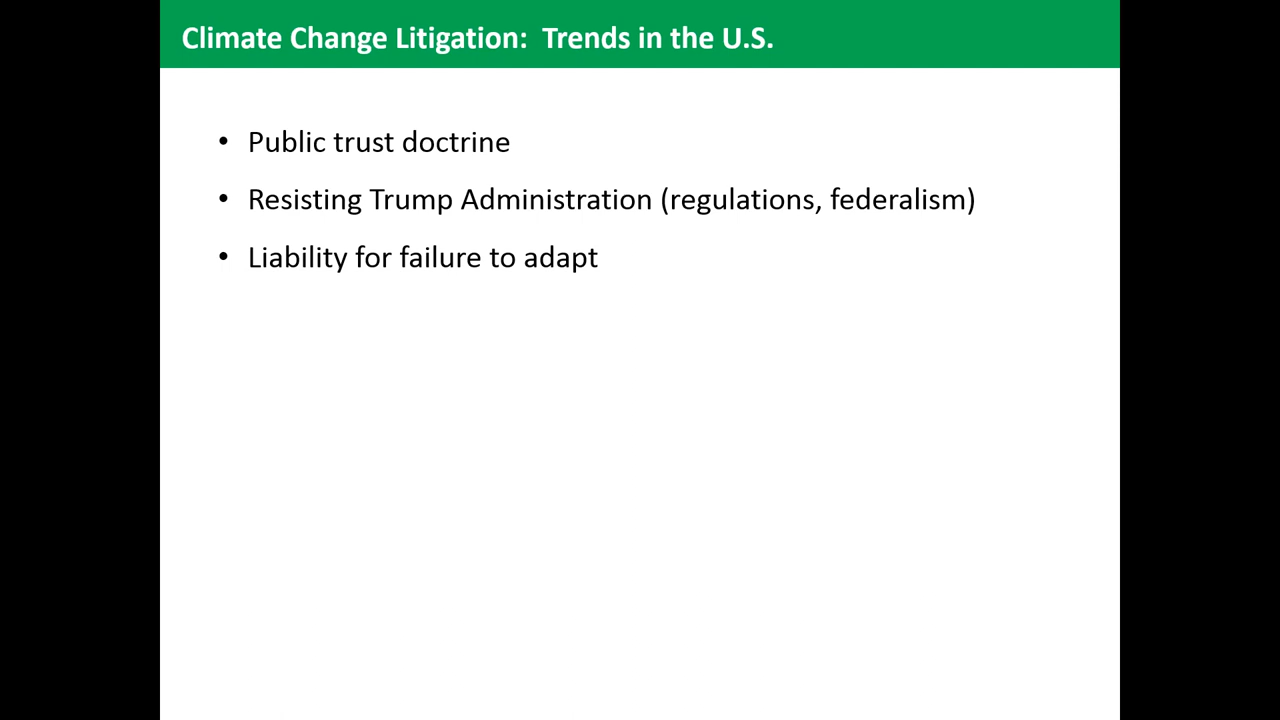 Climate Change Litigation:  Trends in the U.S.
• Public trust doctrine
• Resisting Trump Administration (regulations, federalism)
• Liability for failure to adapt